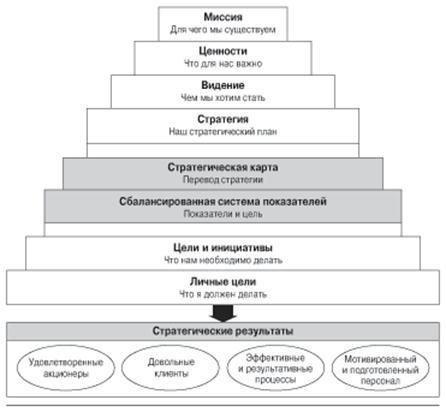 Миссия
Для чего мы существуем
Ценности
Что для нас важно
Видение
Чем мы хотим стать
Стратегия
Наш стратегический план
Стратегическая карта
Перевод стратегии
Сбалансированная система показателей
Показатели и цель
Цели и инициативы
Что нам необходимо делать
Личные цели
Что я должен делать
Стратегические результаты
Удовлетворенные
акционеры
Довольные
клиенты
Эффективные
и результативные
процессы
Мотивированный
и подготовленный
персонал